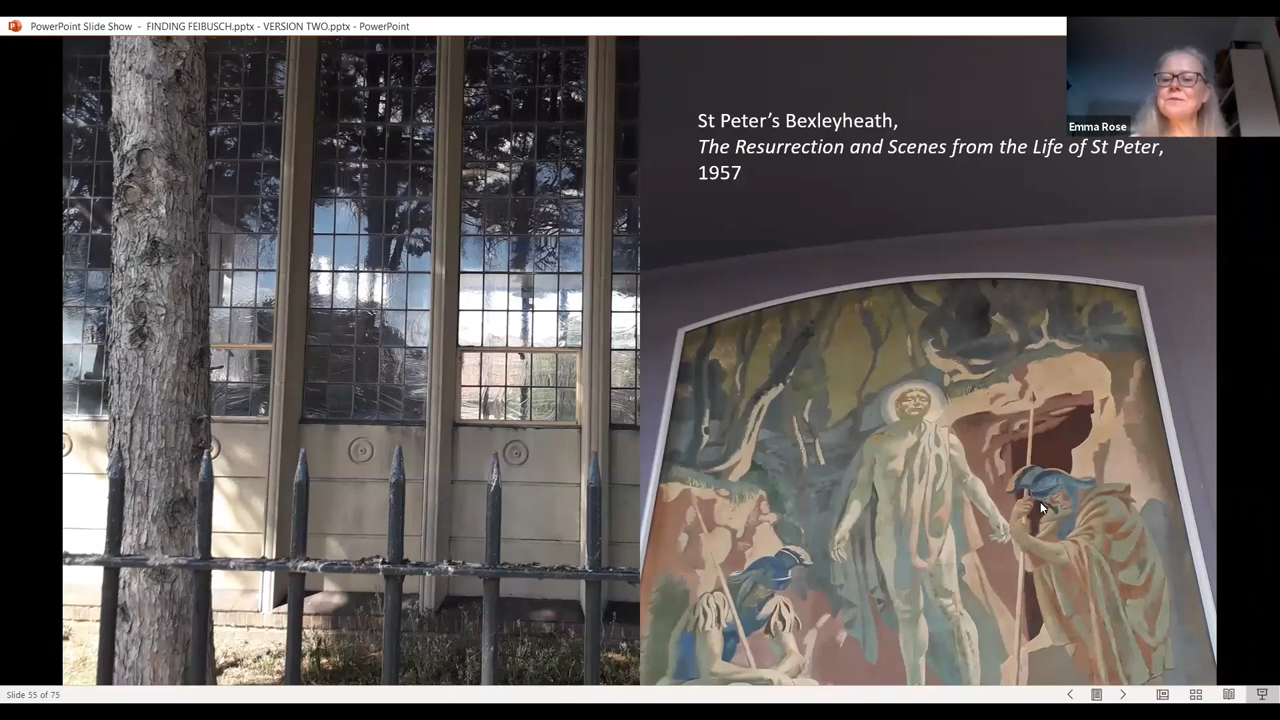 PowerPoint Slide Show - FINDING FEIBUSCH.pptx - VERSION TWO.pptx - PowerPoint
Emma Rose
St Peter’s Bexleyheath,
The Resurrection and Scenes from the Life of St Peter,
1957
Slide 55 of 75